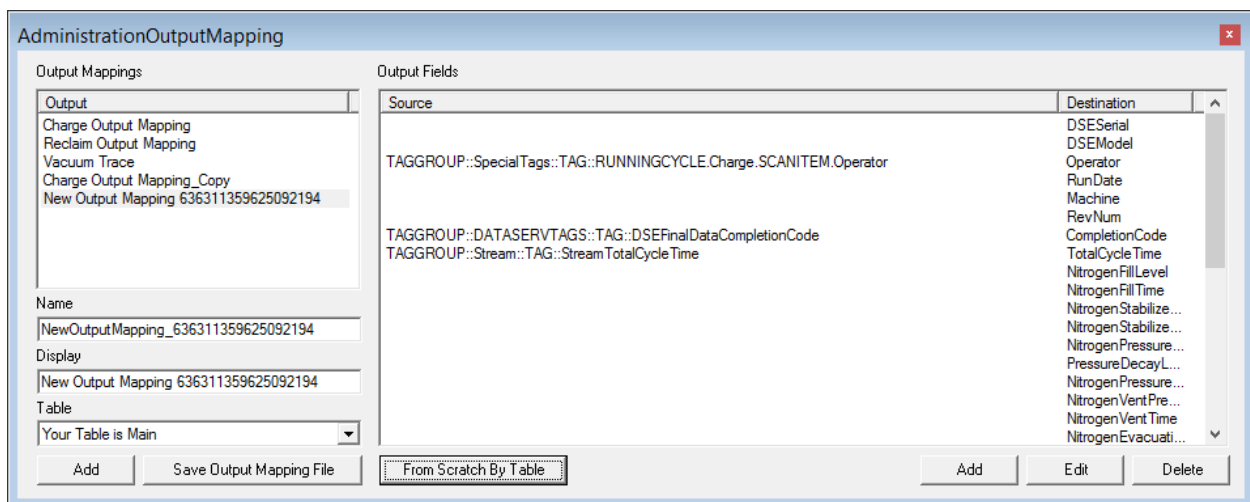 AdministrationOutputMapping
x
Output Mappings
Output
Charge Output Mapping
Reclaim Output Mapping
Vacuum Trace
Charge Output Mapping_Copy
New Output Mapping 636311359625092194
Name
NewOutputMapping_636311359625092194
Display
New Output Mapping 636311359625092194
Table
Your Table is Main
Add
Save Output Mapping File
Output Fields
Source Destination
DSESerial
DSEModel
TAGGROUP::SpecialTags::TAG::RUNNINGCYCLE.Charge.SCANITEM.Operator Operator
RunDate
Machine
RevNum
TAGGROUP::DATASERVTAGS::TAG::DSEFinalDataCompletionCode CompletionCode
TAGGROUP::Stream::TAG::StreamTotalCycleTime TotalCycleTime
NitrogenFillLevel
NitrogenFillTime
NitrogenStabilize...
NitrogenStabilize...
NitrogenPressure...
PressureDecayL...
NitrogenPressure...
NitrogenVentPre...
NitrogenVentTime
NitrogenEvacuati...
From Scratch By Table
Add
Edit
Delete